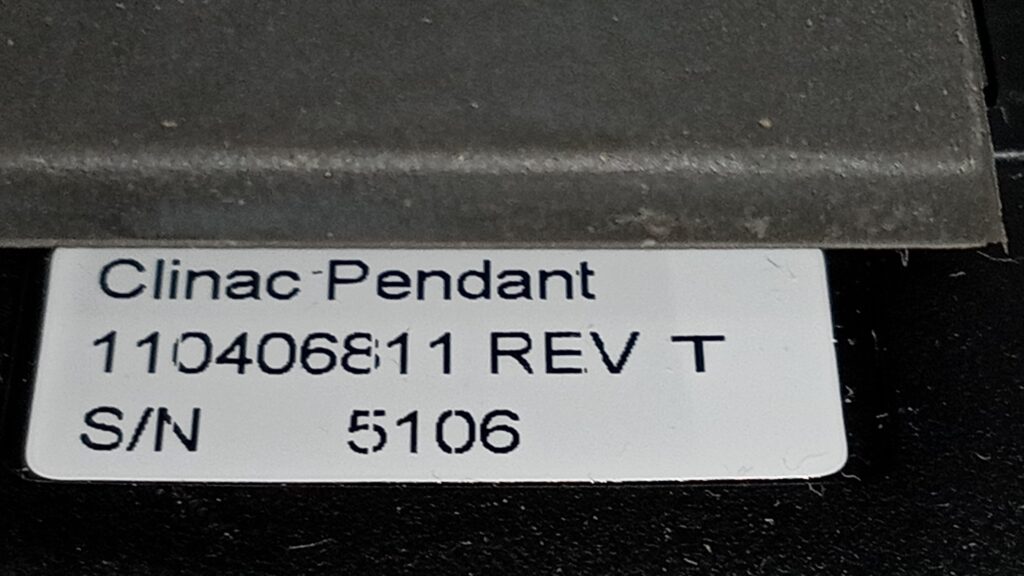 Clinac Pendant
110406811 REV T
S/N 5106